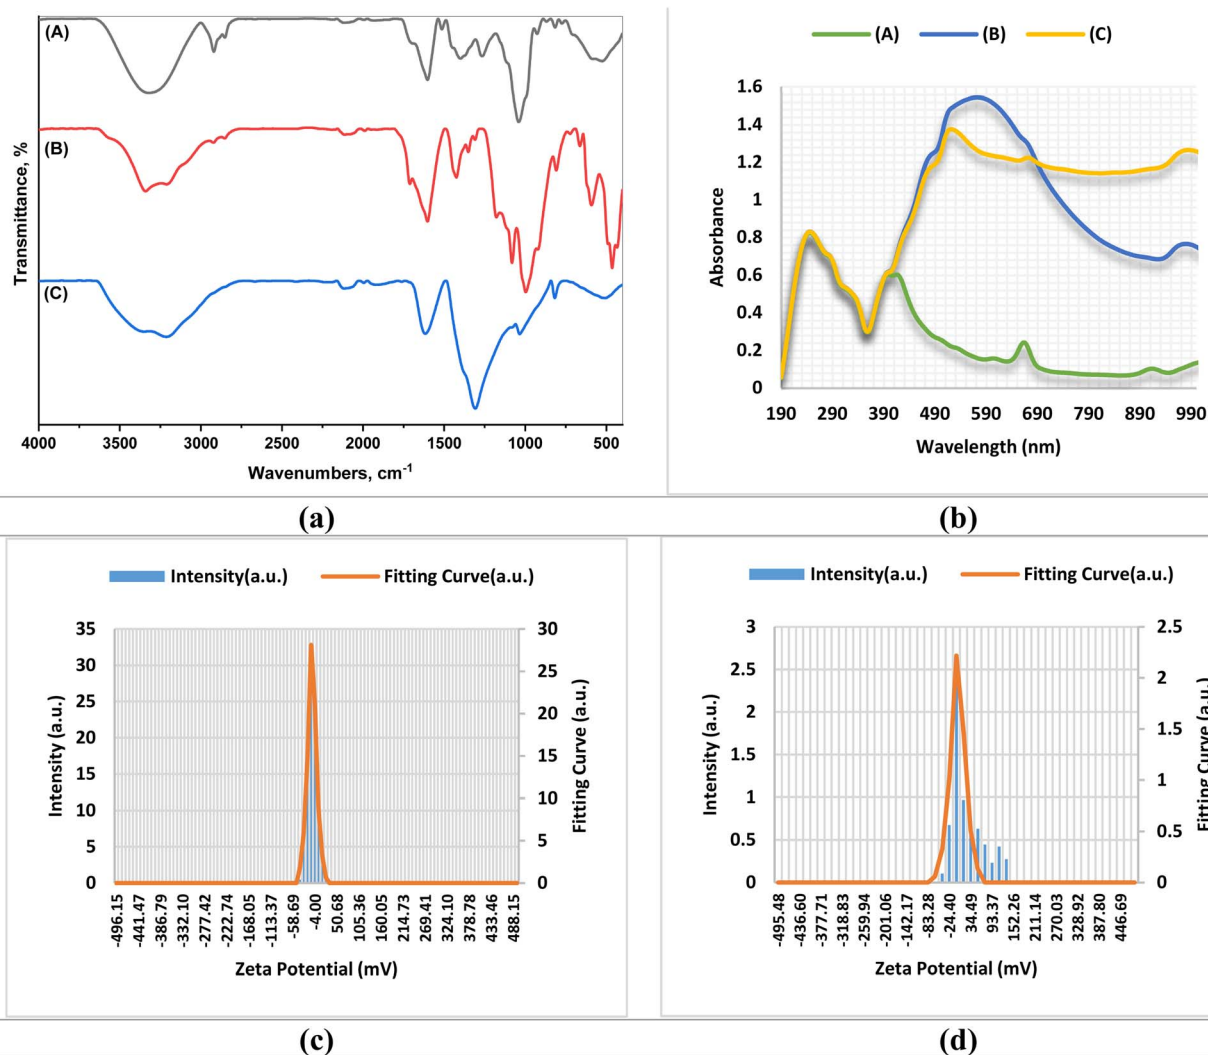 (A)
(B)
(C)
Transmittance, %
4000 3500 3000 2500 2000 1500 1000 500
Wavenumbers, cm-1
(A) (B) (C)
Absorbance
1.6
1.4
1.2
1
0.8
0.6
0.4
0.2
0
190 290 390 490 590 690 790 890 990
Wavelength (nm)
(a) (b)
Intensity(a.u.) Fitting Curve(a.u.)
Intensity (a.u.)
35
30
25
20
15
10
5
0
30
25
20
15
10
5
0
Fitting Curve (a.u.)
-496.15 -441.47 -386.79 -332.10 -277.42 -222.74 -168.05 -113.37 -58.69 -4.00 50.68 105.36 160.05 214.73 269.41 324.10 378.78 433.46 488.15
Zeta Potential (mV)
Intensity(a.u.) Fitting Curve(a.u.)
Intensity (a.u.)
3
2.5
2
1.5
1
0.5
0
2.5
2
1.5
1
0.5
0
Fitting Curve (a.u.)
-495.48 -436.60 -377.71 -318.83 -259.94 -201.06 -142.17 -83.28 -24.40 34.49 93.37 152.26 211.14 270.03 328.92 387.80 446.69
Zeta Potential (mV)
(c) (d)